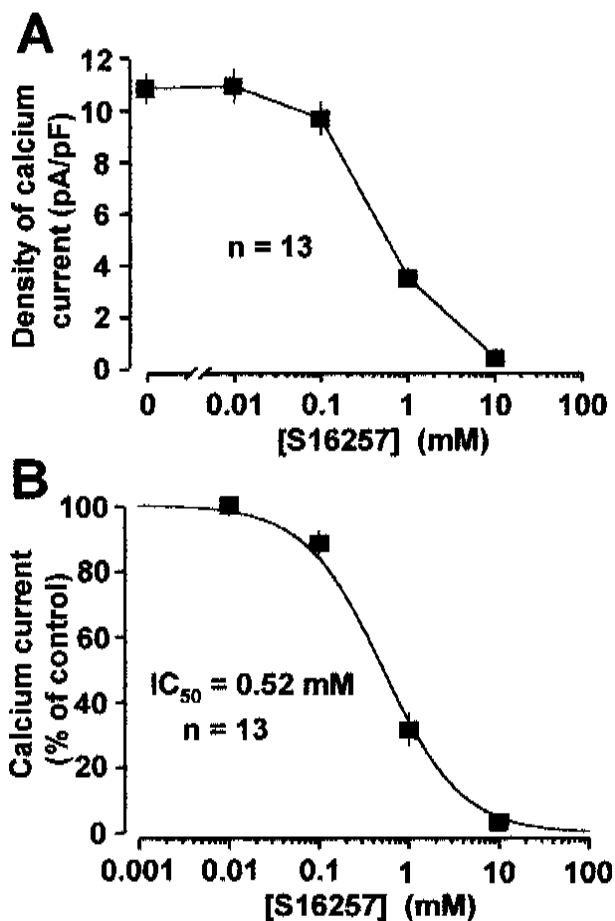 A
Density of calcium
current (pA/pF)
12
10
8
6
4
2
0
n = 13
0
0.01
0.1
1
10
100
[S16257] (mM)
B
Calcium current
(% of control)
100
80
60
40
20
0
IC50 = 0.52 mM
n = 13
0.001
0.01
0.1
1
10
100
[S16257] (mM)